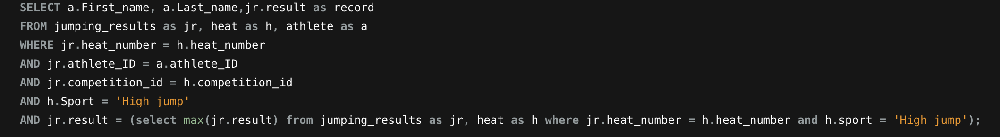 SELECT a.First_name, a.Last_name,jr.result as record
FROM jumping_results as jr, heat as h, athlete as a
WHERE jr.heat_number = h.heat_number
AND jr.athlete_ID = a.athlete_ID
AND jr.competition_id = h.competition_id
AND h.Sport = 'High jump'
AND jr.result = (select max(jr.result) from jumping_results as jr, heat as h where jr.heat_number = h.heat_number and h.sport = 'High jump');